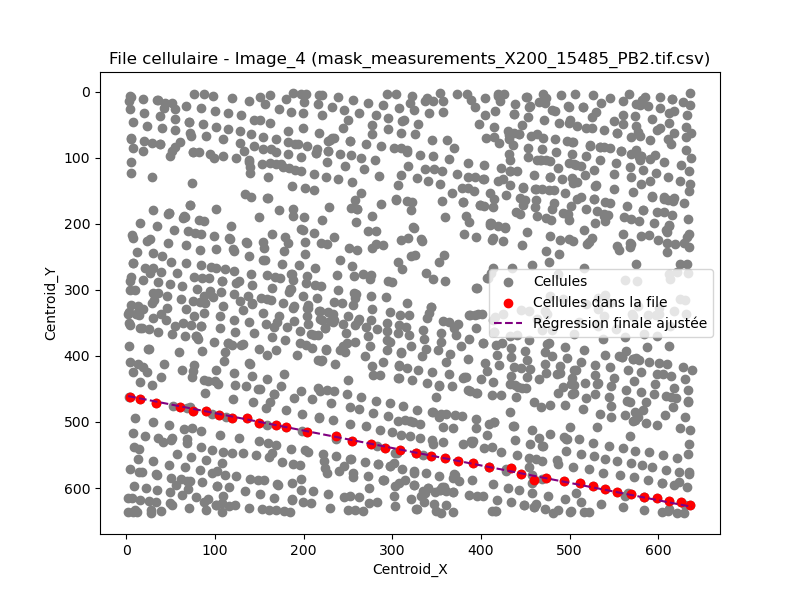 File cellulaire - Image_4 (mask_measurements_X200_15485_PB2.tif.csv)
0
100
200
300
400
500
600
Centroid_Y
Cellules
Cellules dans la file
Régression finale ajustée
0 100 200 300 400 500 600
Centroid_X